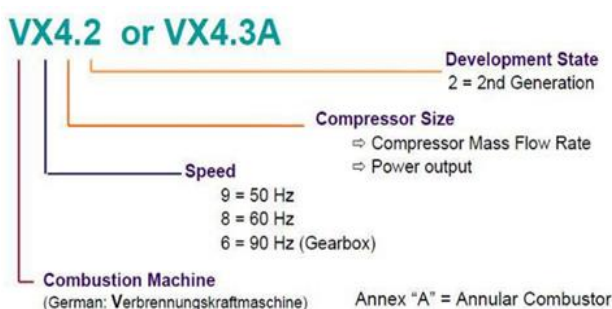 VX4.2 or VX4.3A
Development State
2 = 2nd Generation
Compressor Size
⇨ Compressor Mass Flow Rate
⇨ Power output
Speed
9 = 50 Hz
8 = 60 Hz
6 = 90 Hz (Gearbox)
Combustion Machine
(German: Verbrennungskraftmaschine)
Annex "A" = Annular Combustor